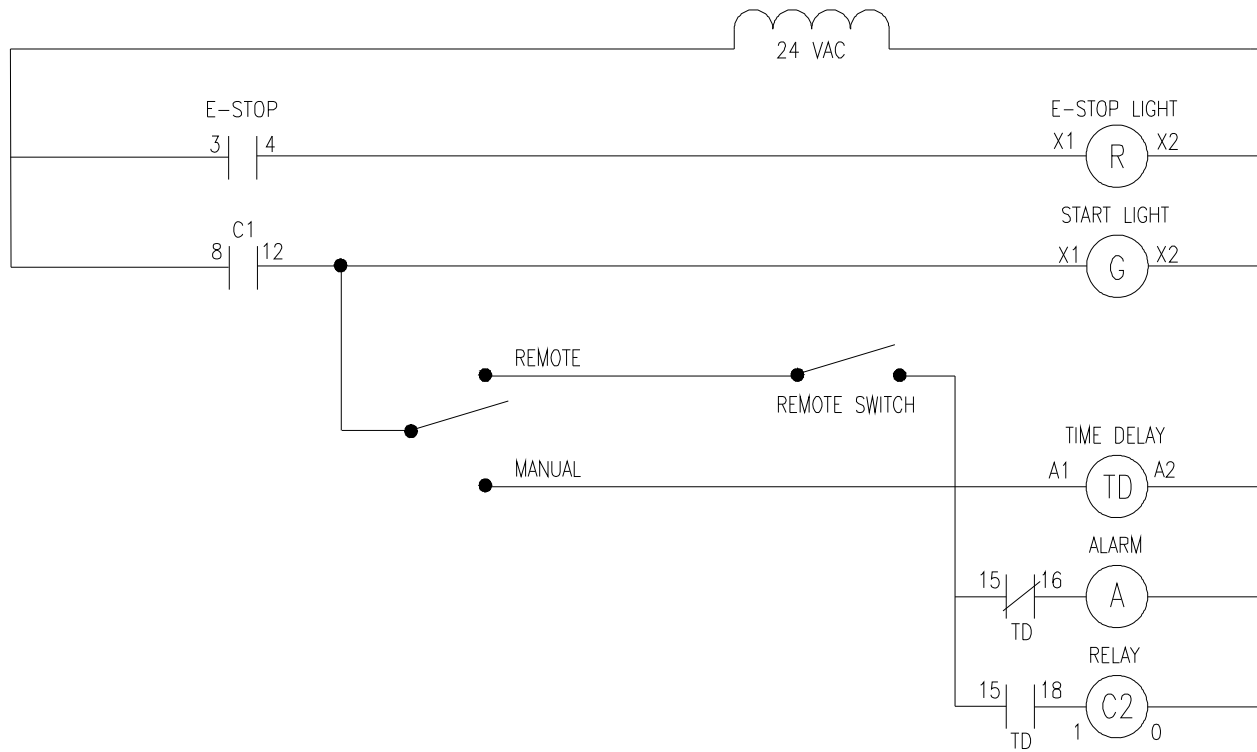 24 VAC
E-STOP
E-STOP LIGHT
3 4
X1 R X2
C1
START LIGHT
8 12
X1 G X2
REMOTE
REMOTE SWITCH
TIME DELAY
MANUAL
A1 TD A2
ALARM
15 16
A
TD
RELAY
15 18
C2
TD
1 0